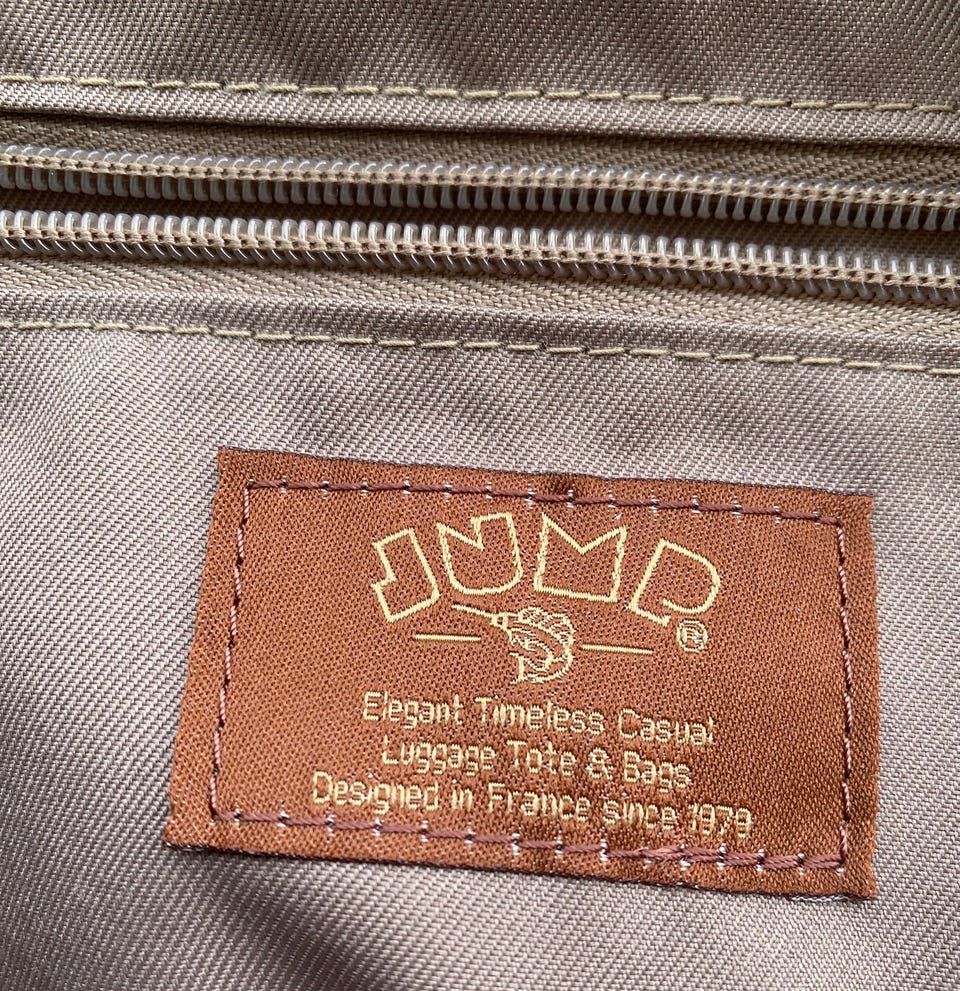 JUMP®
Elegant Timeless Casual
Luggage Tote & Bags
Designed in France since 1979